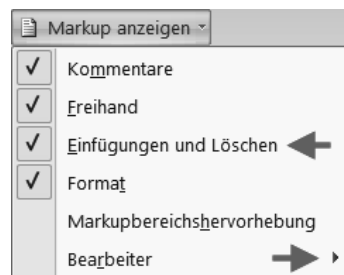 Markup anzeigen
Kommentare
Freihand
Einfügungen und Löschen
Format
Markupbereichshervorhebung
Bearbeiter